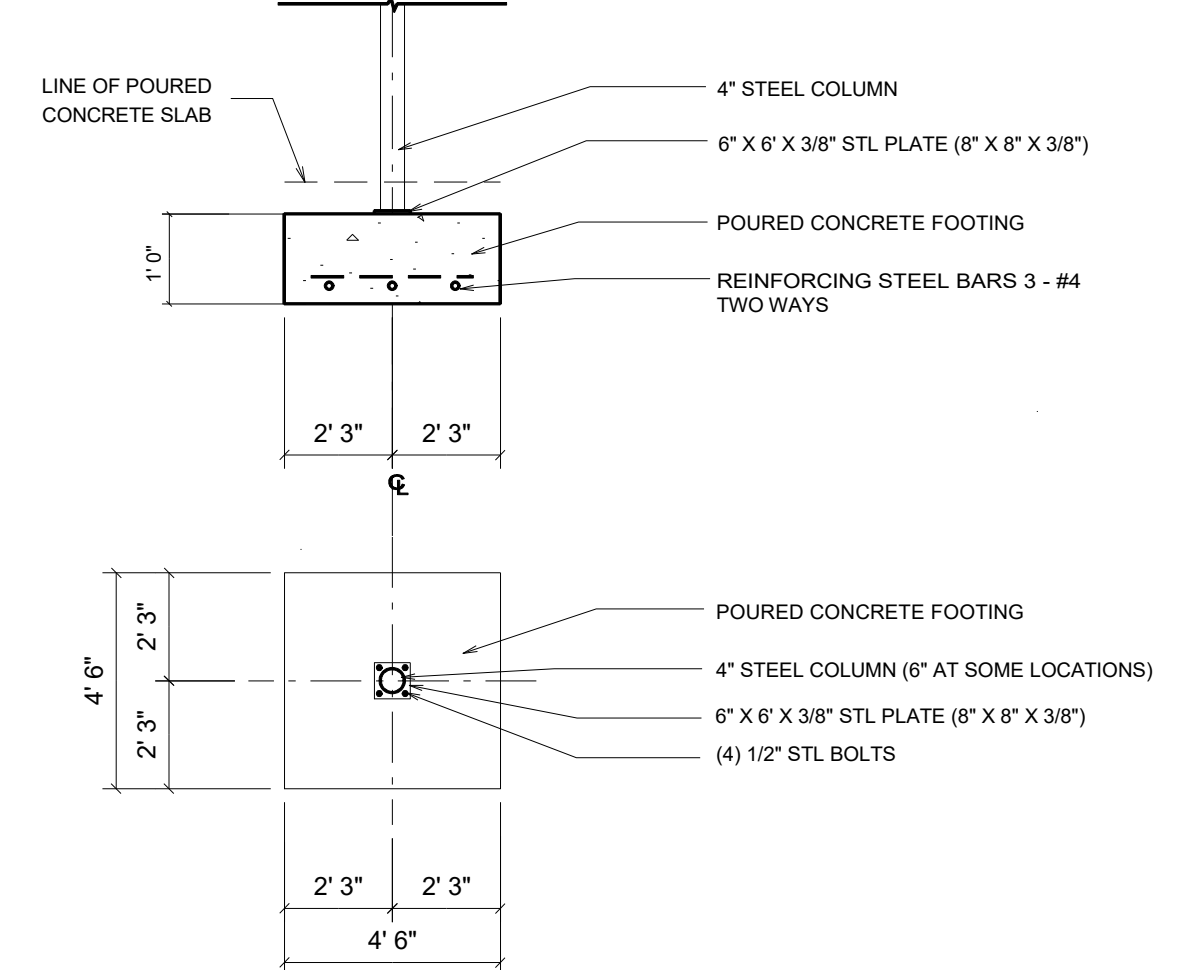 LINE OF POURED
CONCRETE SLAB
4" STEEL COLUMN
6" X 6' X 3/8" STL PLATE (8" X 8" X 3/8")
POURED CONCRETE FOOTING
1' 0"
REINFORCING STEEL BARS 3 - #4
TWO WAYS
2' 3"
2' 3"
℄
2' 3"
4' 6"
2' 3"
POURED CONCRETE FOOTING
4" STEEL COLUMN (6" AT SOME LOCATIONS)
6" X 6' X 3/8" STL PLATE (8" X 8" X 3/8")
(4) 1/2" STL BOLTS
2' 3"
2' 3"
4' 6"